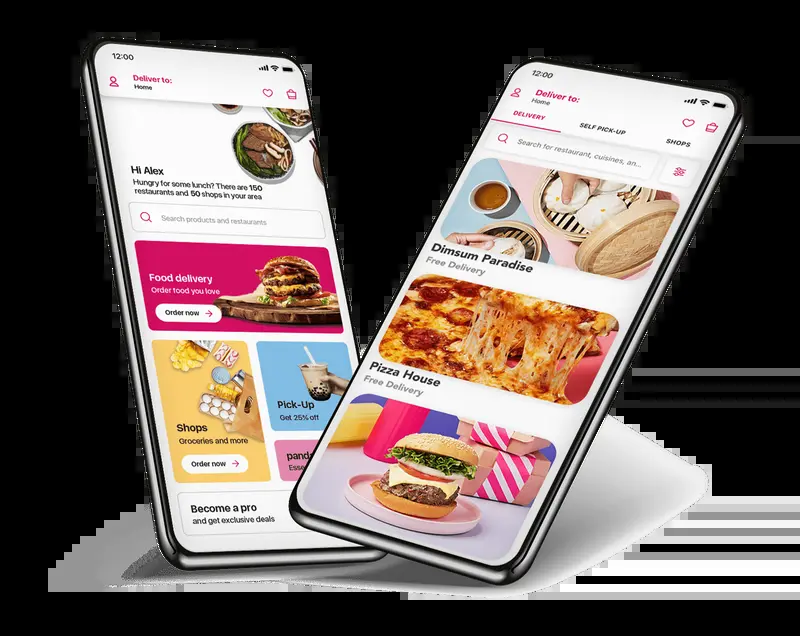 12:00
Deliver to:
Home
Hi Alex
Hungry for some lunch? There are 150
restaurants and 50 shops in your area
Search products and restaurants
Food delivery
Order food you love
Order now
Shops
Groceries and more
Order now
Pick-Up
Get 25% off
panda
Esse
Become a pro
and get exclusive deals
12:00
Deliver to:
Home
DELIVERY
SELF PICK-UP
SHOPS
Search for restaurant, cuisines, an...
Dimsum Paradise
Free Delivery
Pizza House
Free Delivery